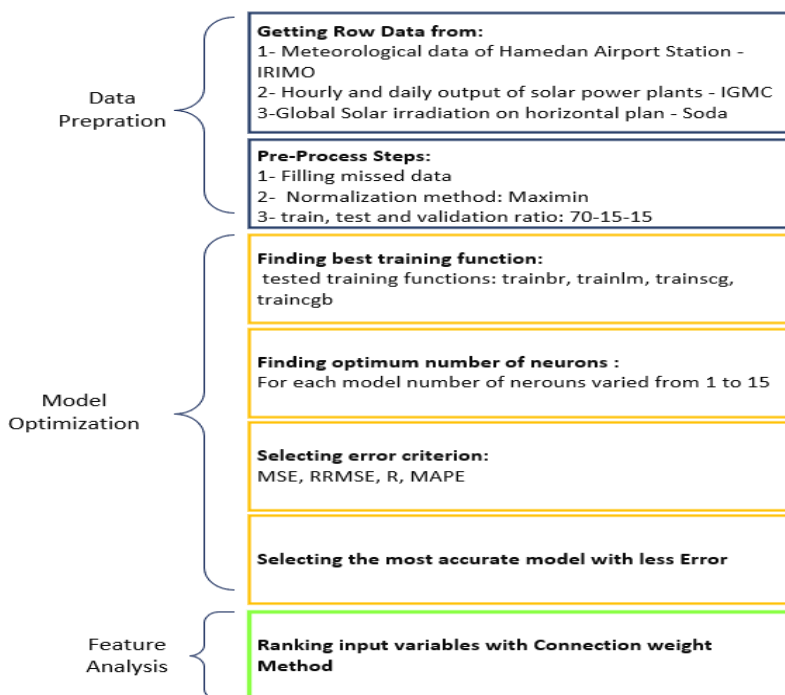 Data
Prepration
Getting Row Data from:
1- Meteorological data of Hamedan Airport Station -
IRIMO
2- Hourly and daily output of solar power plants - IGMC
3-Global Solar irradiation on horizontal plan - Soda
Pre-Process Steps:
1- Filling missed data
2- Normalization method: Maximin
3- train, test and validation ratio: 70-15-15
Model
Optimization
Finding best training function:
tested training functions: trainbr, trainlm, trainscg,
traincgb
Finding optimum number of neurons :
For each model number of nerouns varied from 1 to 15
Selecting error criterion:
MSE, RRMSE, R, MAPE
Selecting the most accurate model with less Error
Feature
Analysis
Ranking input variables with Connection weight
Method